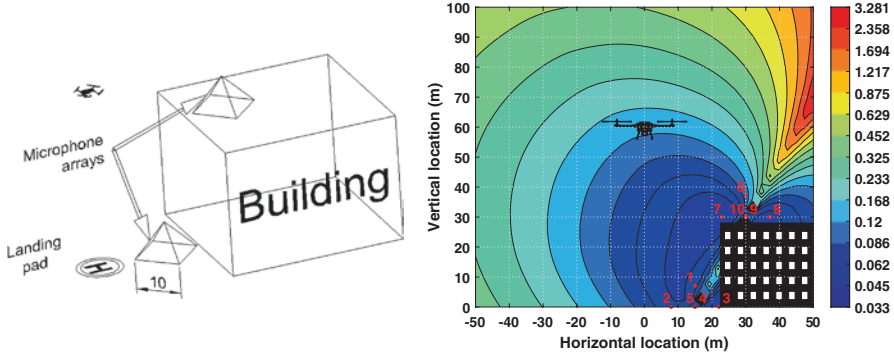 Microphone
arrays
Building
Landing
pad
H
10
Vertical location (m)
100
90
80
70
60
50
40
30
20
10
0
-50 -40 -30 -20 -10 0 10 20 30 40 50
Horizontal location (m)
6
7 10 9 8
1
2 5 4 3
3.281
2.358
1.694
1.217
0.875
0.629
0.452
0.325
0.233
0.168
0.12
0.086
0.062
0.045
0.033